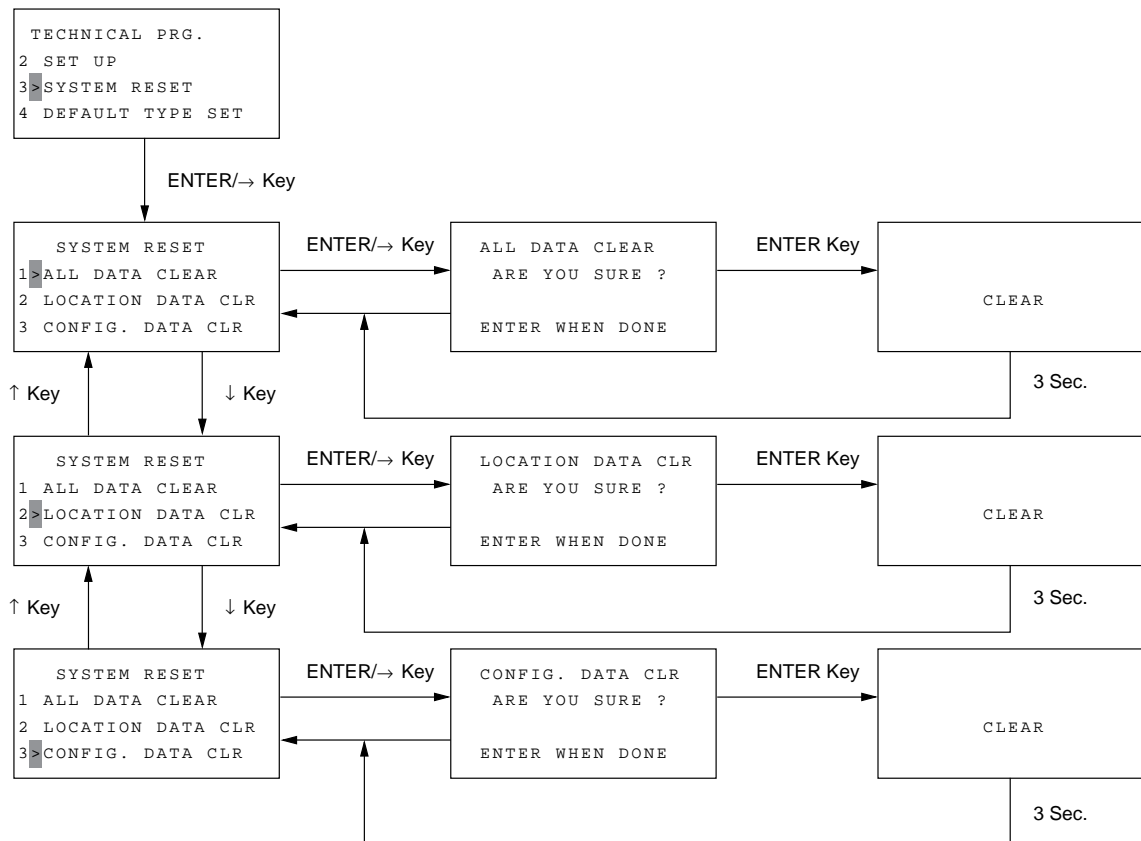 TECHNICAL PRG.
2 SET UP
3>SYSTEM RESET
4 DEFAULT TYPE SET
ENTER/→ Key
SYSTEM RESET
1>ALL DATA CLEAR
2 LOCATION DATA CLR
3 CONFIG. DATA CLR
ENTER/→ Key
ALL DATA CLEAR
ARE YOU SURE ?
ENTER WHEN DONE
ENTER Key
CLEAR
3 Sec.
↑ Key
↓ Key
SYSTEM RESET
1 ALL DATA CLEAR
2>LOCATION DATA CLR
3 CONFIG. DATA CLR
ENTER/→ Key
LOCATION DATA CLR
ARE YOU SURE ?
ENTER WHEN DONE
ENTER Key
CLEAR
3 Sec.
↑ Key
↓ Key
SYSTEM RESET
1 ALL DATA CLEAR
2 LOCATION DATA CLR
3>CONFIG. DATA CLR
ENTER/→ Key
CONFIG. DATA CLR
ARE YOU SURE ?
ENTER WHEN DONE
ENTER Key
CLEAR
3 Sec.